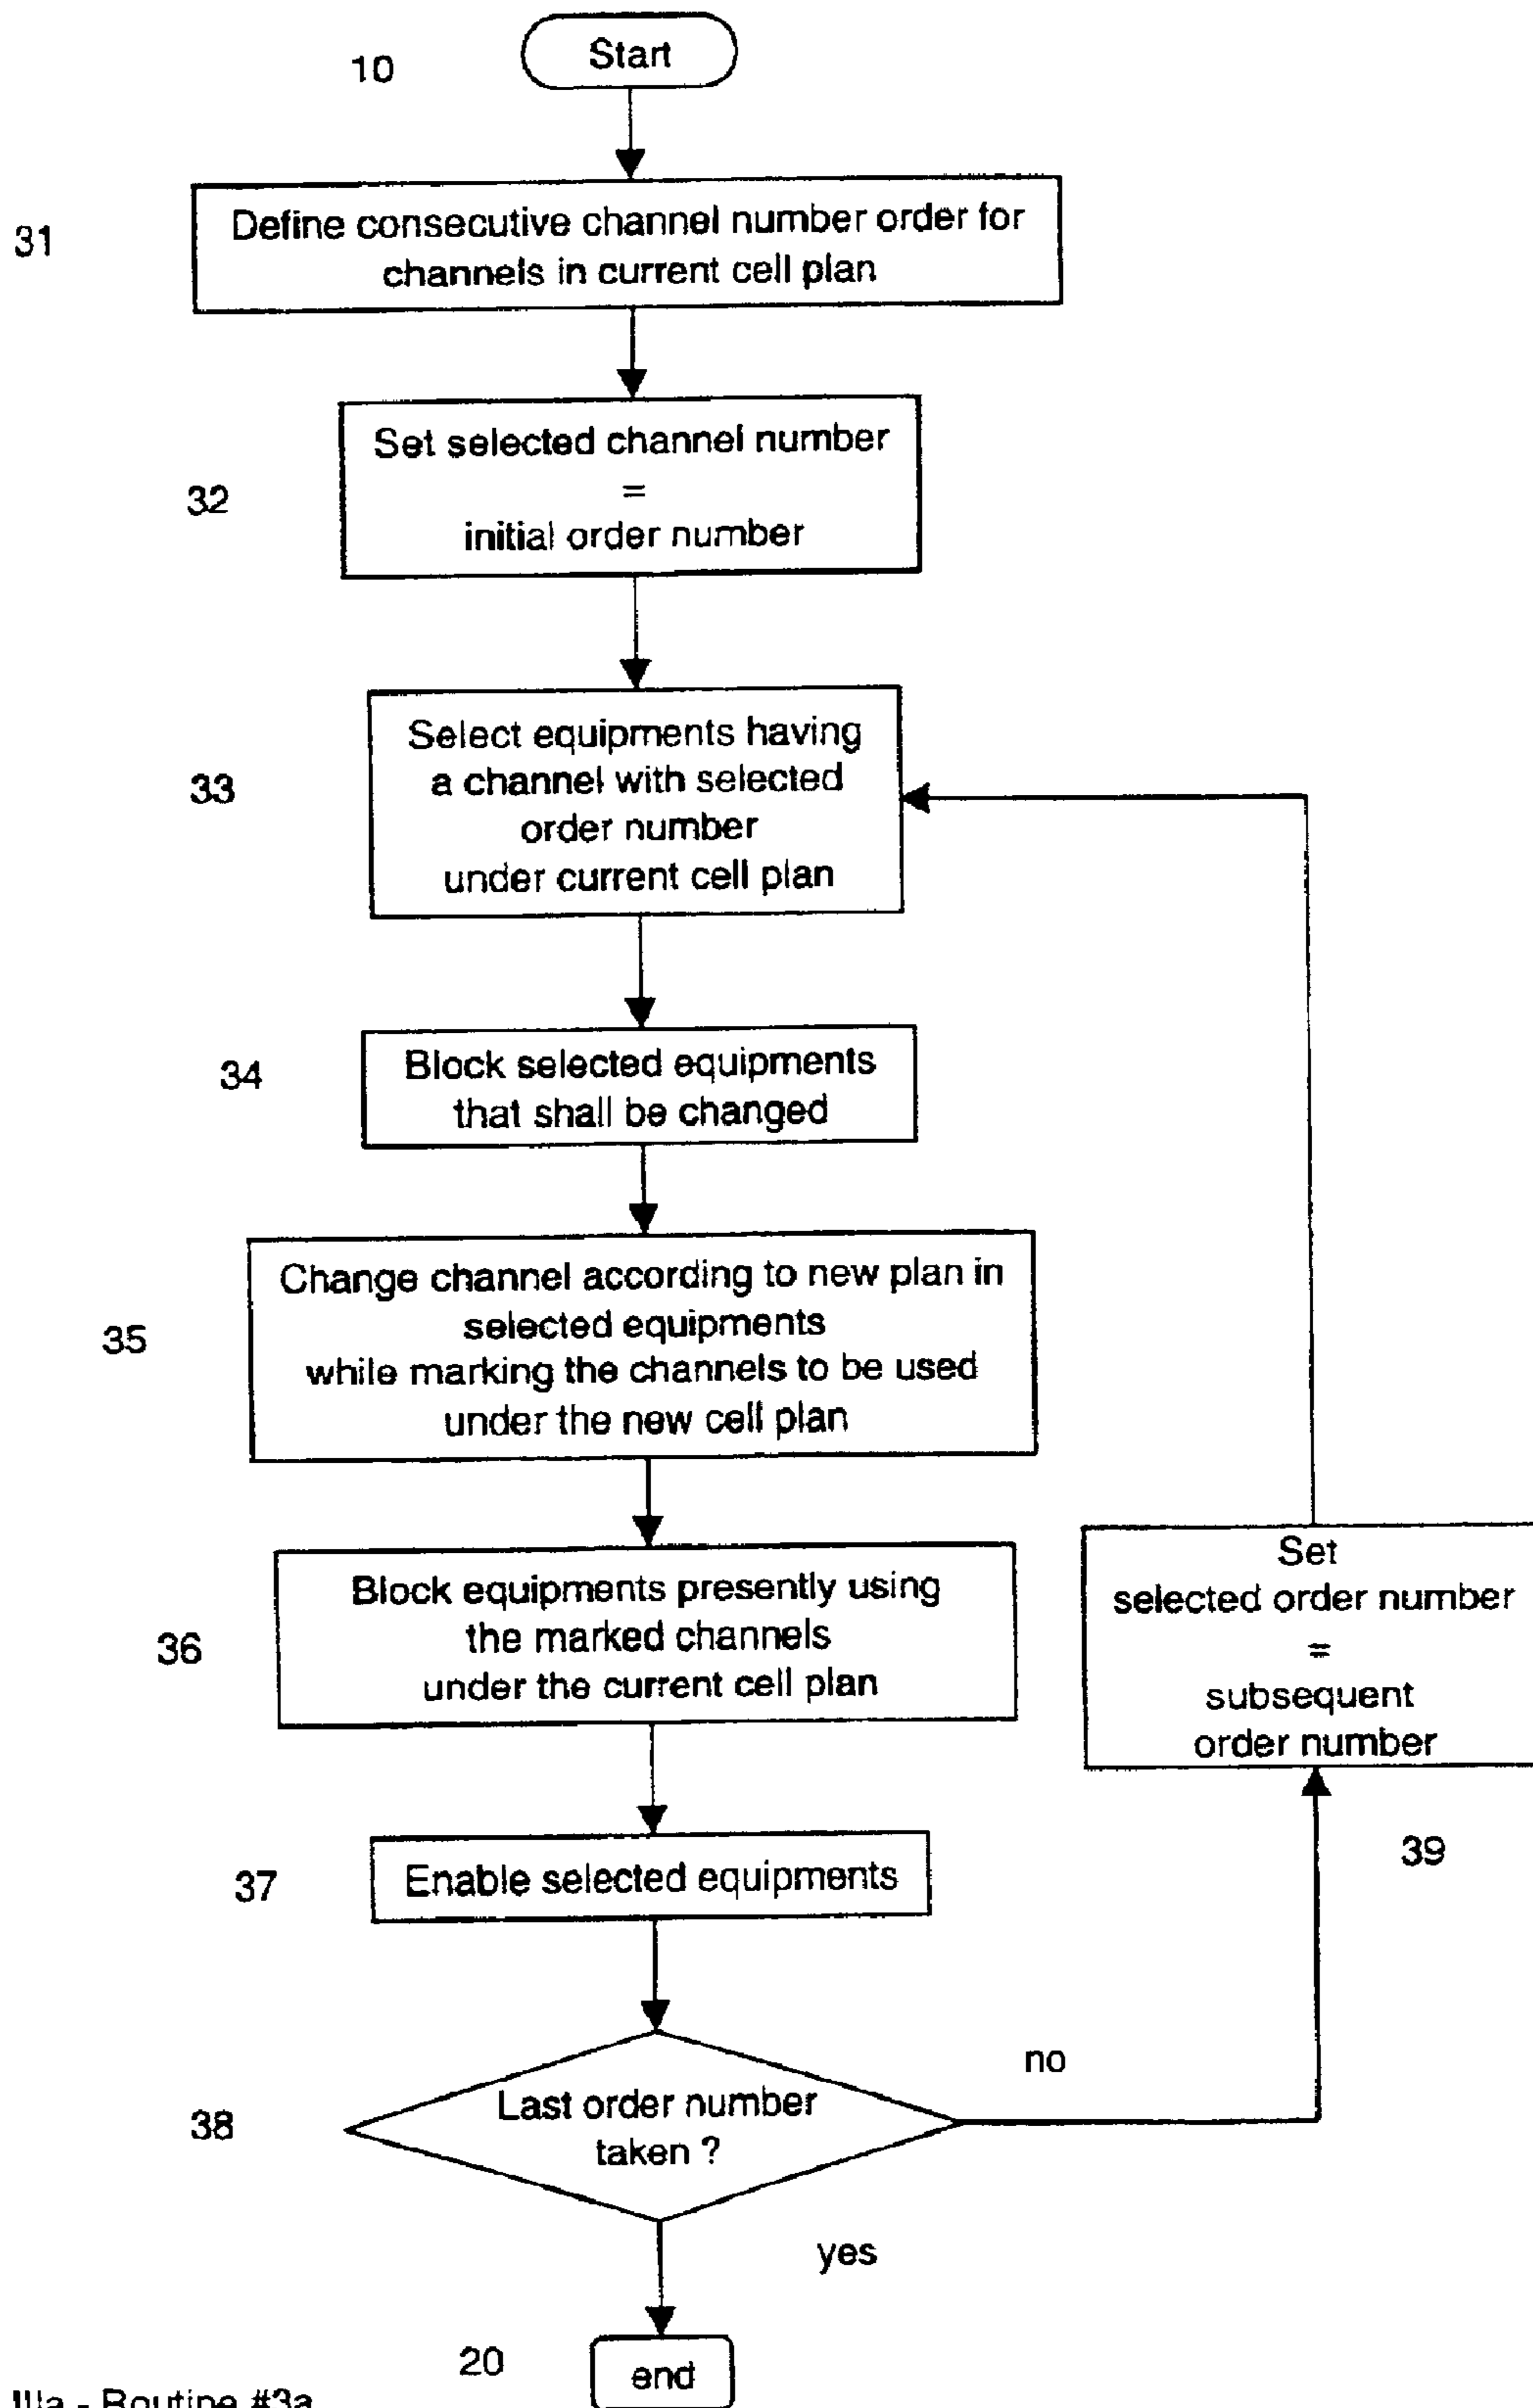 10
Start
31
Define consecutive channel number order for
channels in current cell plan
32
Set selected channel number
=
initial order number
33
Select equipments having
a channel with selected
order number
under current cell plan
34
Block selected equipments
that shall be changed
35
Change channel according to new plan in
selected equipments
while marking the channels to be used
under the new cell plan
36
Block equipments presently using
the marked channels
under the current cell plan
Set
selected order number
=
subsequent
order number
39
37
Enable selected equipments
38
Last order number
taken ?
no
yes
20
end
IIIa - Routine #3a